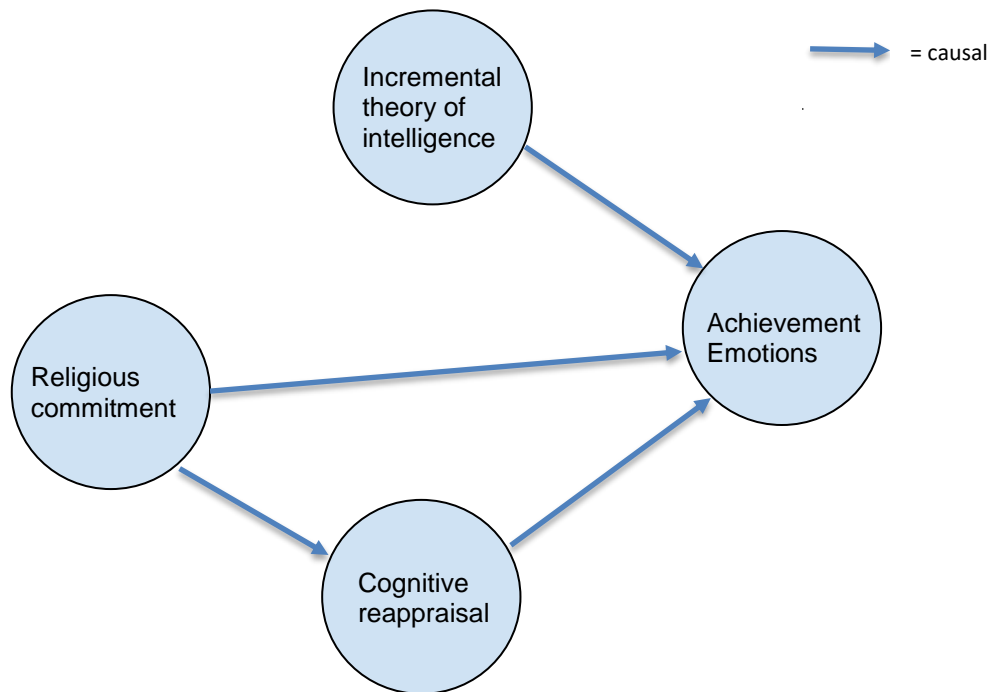 Incremental
theory of
intelligence
= causal
Achievement
Emotions
Religious
commitment
Cognitive
reappraisal